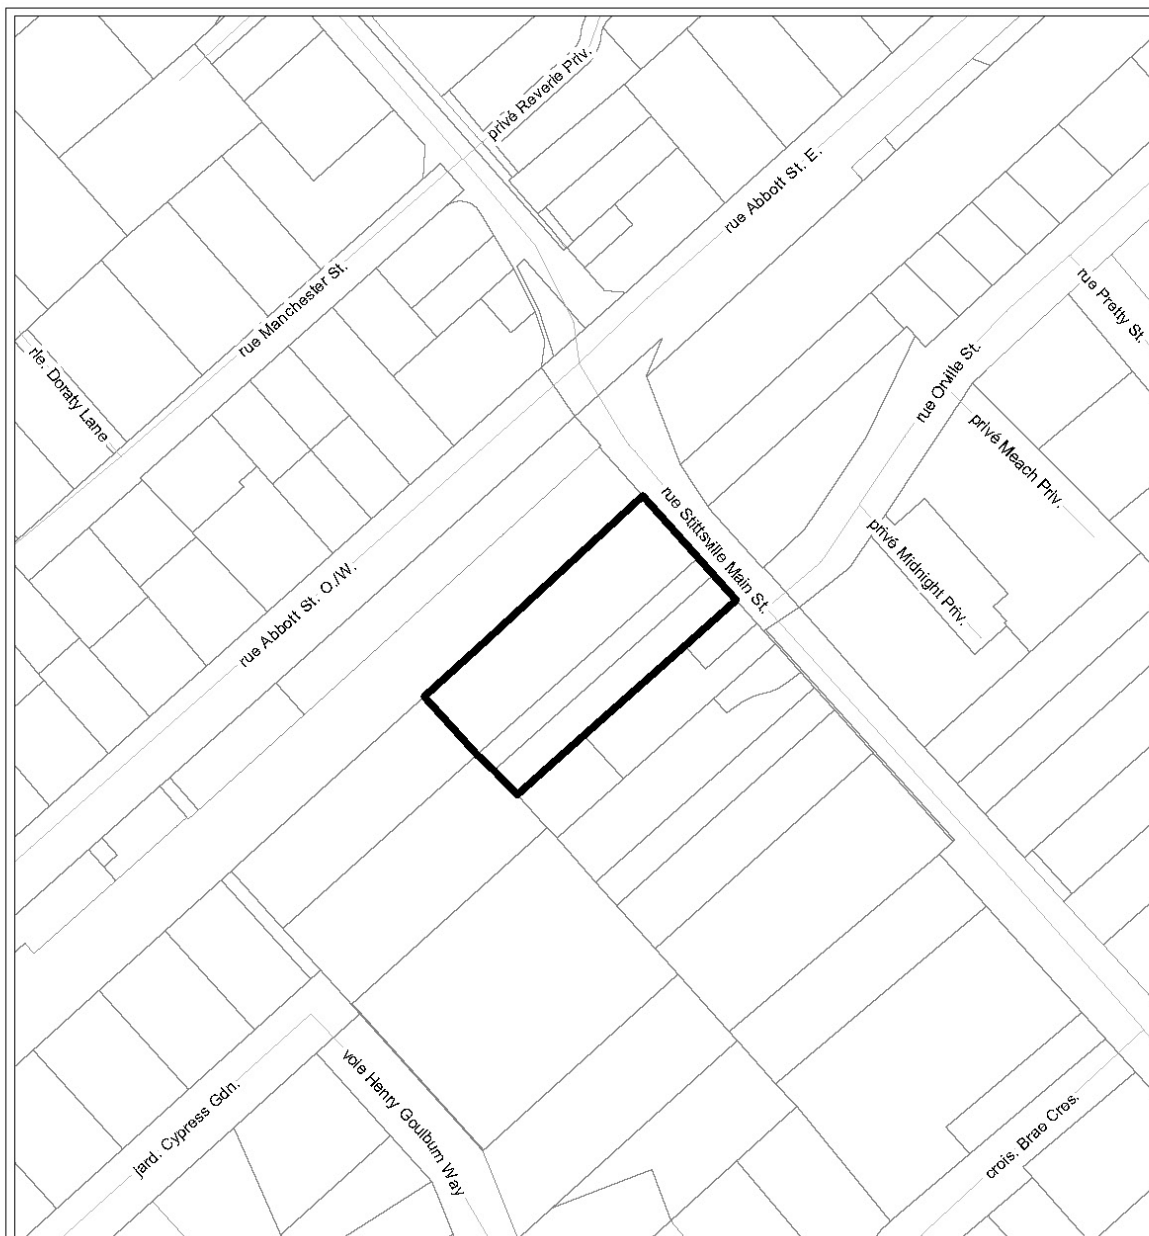 privé Reverie Priv.
rue Abbott St. E.
rue Manchester St.
rle. Doraty Lane
rue Pretty St.
rue Orville St.
privé Meach Priv.
rue Stittsville Main St.
privé Midnight Priv.
rue Abbott St. O./W.
voie Henry Goulburn Way
jard. Cypress Gdn.
crois. Brae Cres.